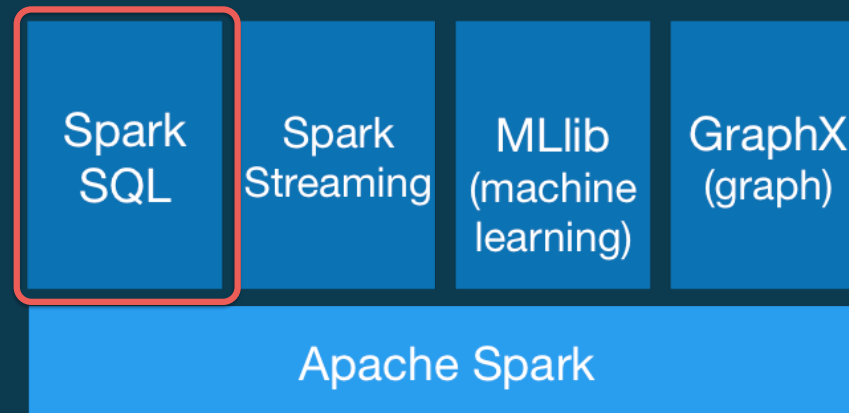 Spark
SQL
Spark
Streaming
MLlib
(machine
learning)
GraphX
(graph)
Apache Spark